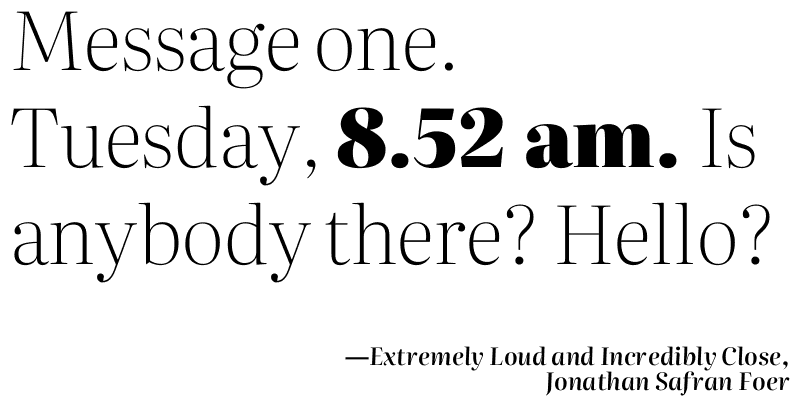 Message one.
Tuesday, 8.52 am. Is
anybody there? Hello?
—Extremely Loud and Incredibly Close,
Jonathan Safran Foer